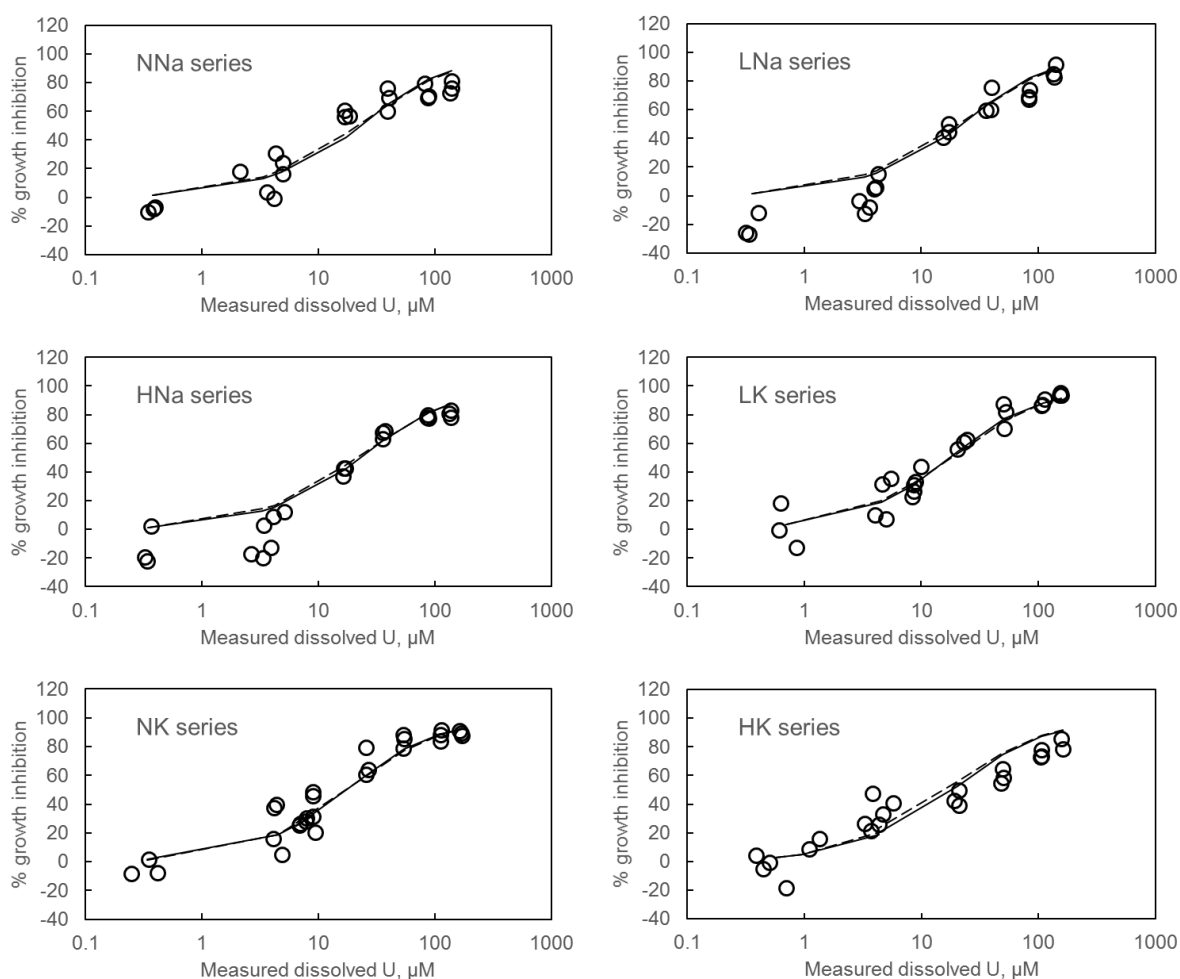 120
100
80
60
40
20
0
-20
-40
% growth inhibition
NNa series
0.1 1 10 100 1000
Measured dissolved U, µM
120
100
80
60
40
20
0
-20
-40
% growth inhibition
LNa series
0.1 1 10 100 1000
Measured dissolved U, µM
120
100
80
60
40
20
0
-20
-40
% growth inhibition
HNa series
0.1 1 10 100 1000
Measured dissolved U, µM
120
100
80
60
40
20
0
-20
-40
% growth inhibition
LK series
0.1 1 10 100 1000
Measured dissolved U, µM
120
100
80
60
40
20
0
-20
-40
% growth inhibition
NK series
0.1 1 10 100 1000
Measured dissolved U, µM
120
100
80
60
40
20
0
-20
-40
% growth inhibition
HK series
0.1 1 10 100 1000
Measured dissolved U, µM